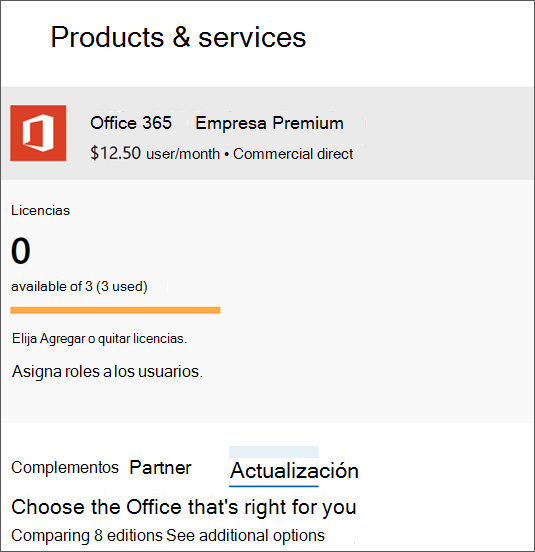 Products & services
Office 365 Empresa Premium
$12.50 user/month • Commercial direct
Licencias
0
available of 3 (3 used)
Elija Agregar o quitar licencias.
Asigna roles a los usuarios.
Complementos Partner Actualización
Choose the Office that's right for you
Comparing 8 editions See additional options